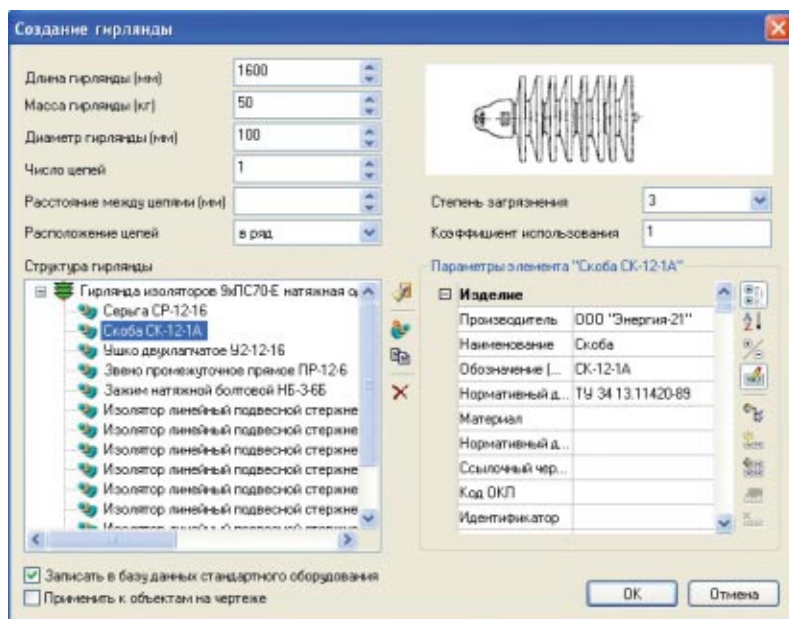 Создание гирлянды
Длина гирлянды (мм) 1600
Масса гирлянды (кг) 50
Диаметр гирлянды (мм) 100
Число цепей 1
Расстояние между цепями (мм)
Расположение цепей в ряд
Степень загрязнения 3
Коэффициент использования 1
Структура гирлянды
Гирлянда изоляторов 9хПС70-Е натяжная од
Серьга СР-12-16
Скоба СК-12-1А
Ушко двухлапчатое У2-12-16
Звено промежуточное прямое ПР-12-6
Зажим натяжной болтовой НБ-3-6Б
Изолятор линейный подвесной стержне
Изолятор линейный подвесной стержне
Изолятор линейный подвесной стержне
Изолятор линейный подвесной стержне
Изолятор линейный подвесной стержне
Изолятор линейный подвесной стержне
Параметры элемента "Скоба СК-12-1А"
Изделие
Производитель ООО "Энергия-21"
Наименование Скоба
Обозначение (... СК-12-1А
Нормативный д... ТУ 34 13.11420-89
Материал
Нормативный д...
Ссылочный чер...
Код ОКП
Идентификатор
Записать в базу данных стандартного оборудования
Применить к объектам на чертеже
OK Отмена